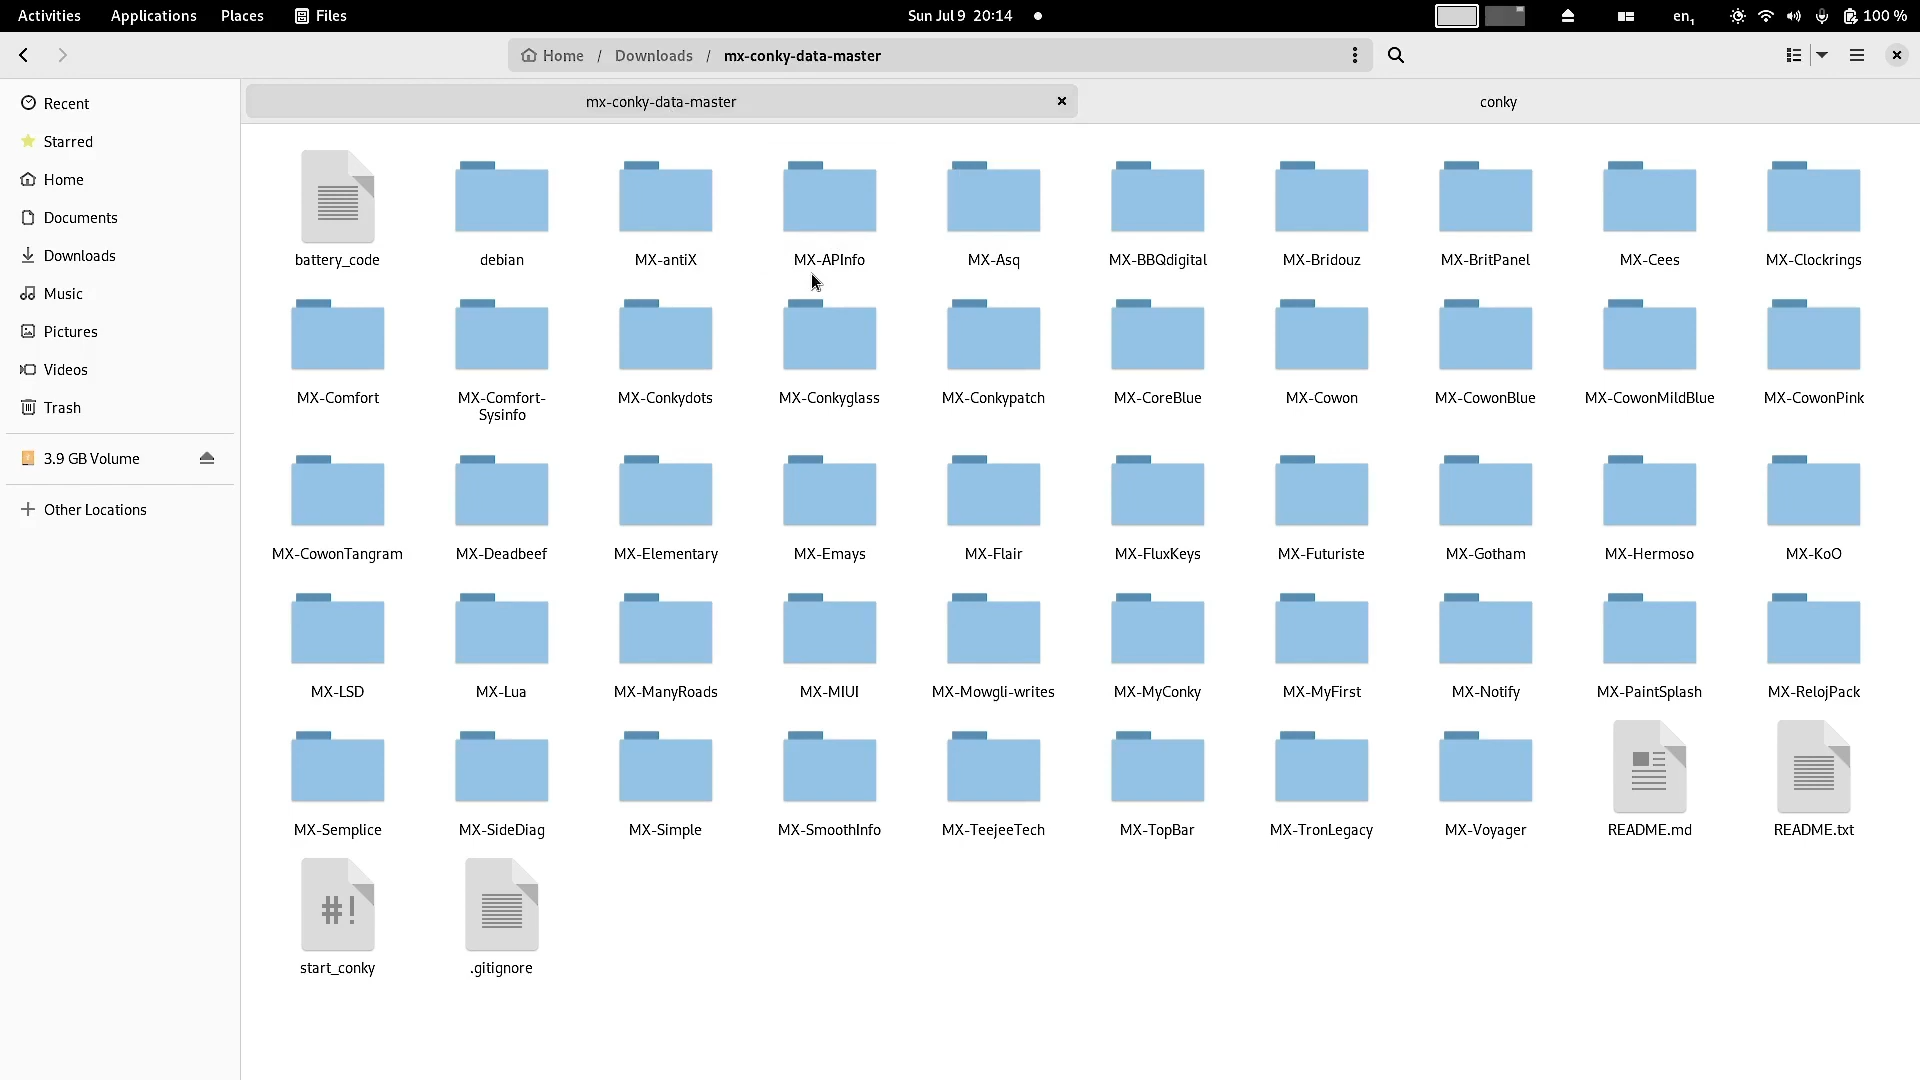 Activities
Applications
Places
Files
Sun Jul 9 20:14
en₁
100 %
Home / Downloads / mx-conky-data-master
mx-conky-data-master
conky
Recent
Starred
Home
Documents
Downloads
Music
Pictures
Videos
Trash
3.9 GB Volume
Other Locations
battery_code
debian
MX-antiX
MX-APInfo
MX-Asq
MX-BBQdigital
MX-Bridouz
MX-BritPanel
MX-Cees
MX-Clockrings
MX-Comfort
MX-Comfort-
Sysinfo
MX-Conkydots
MX-Conkyglass
MX-Conkypatch
MX-CoreBlue
MX-Cowon
MX-CowonBlue
MX-CowonMildBlue
MX-CowonPink
MX-CowonTangram
MX-Deadbeef
MX-Elementary
MX-Emays
MX-Flair
MX-FluxKeys
MX-Futuriste
MX-Gotham
MX-Hermoso
MX-KoO
MX-LSD
MX-Lua
MX-ManyRoads
MX-MIUI
MX-Mowgli-writes
MX-MyConky
MX-MyFirst
MX-Notify
MX-PaintSplash
MX-RelojPack
MX-Semplice
MX-SideDiag
MX-Simple
MX-SmoothInfo
MX-TeejeeTech
MX-TopBar
MX-TronLegacy
MX-Voyager
README.md
README.txt
#!
start_conky
.gitignore